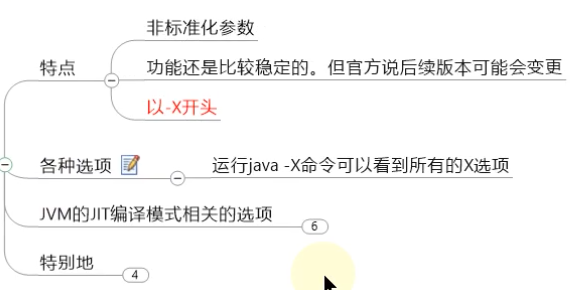 非标准化参数
特点
功能还是比较稳定的。但官方说后续版本可能会变更
以-X开头
各种选项
运行java -X命令可以看到所有的X选项
JVM的JIT编译模式相关的选项
6
特别地
4